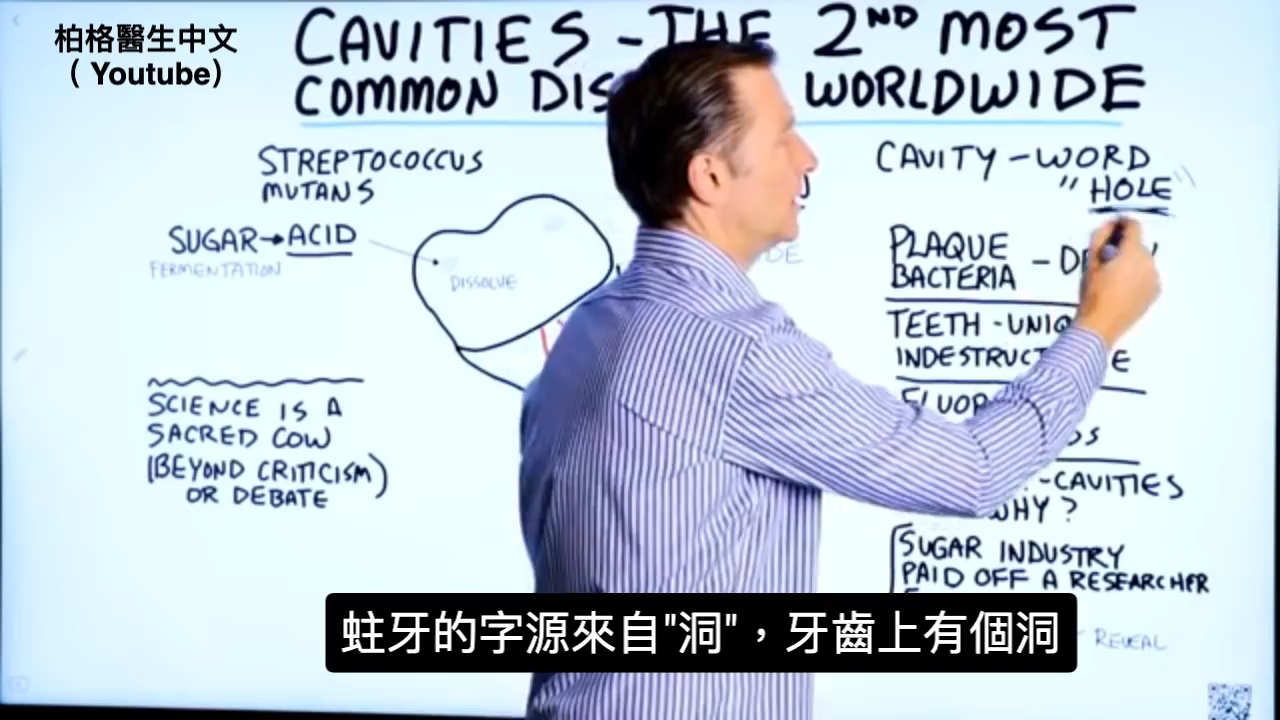 柏格醫生中文
( Youtube)
CAVITIES - THE 2ND MOST
COMMON WORLDWIDE
STREPTOCOCCUS
MUTANS
SUGAR→ACID
FERMENTATION
DISSOLVE
SCIENCE IS A
SACRED COW
(BEYOND CRITICISM)
OR DEBATE
CAVITY - WORD
"HOLE"
PLAQUE
BACTERIA -
TEETH -
-CAVITIES
WHY?
SUGAR INDUSTRY
PAID OFF A RESEARCHER
REVEAL
蛀牙的字源來自"洞"，牙齒上有個洞